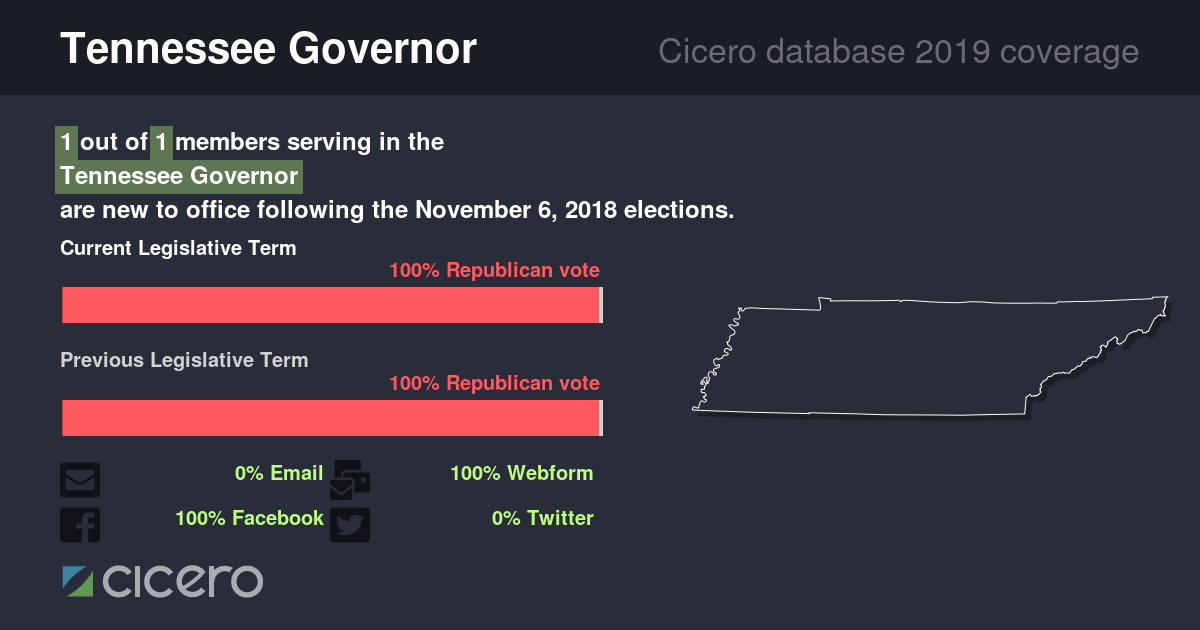 Tennessee Governor
Cicero database 2019 coverage
1 out of 1 members serving in the
Tennessee Governor
are new to office following the November 6, 2018 elections.
Current Legislative Term
100% Republican vote
Previous Legislative Term
100% Republican vote
0% Email
100% Webform
100% Facebook
0% Twitter
cicero